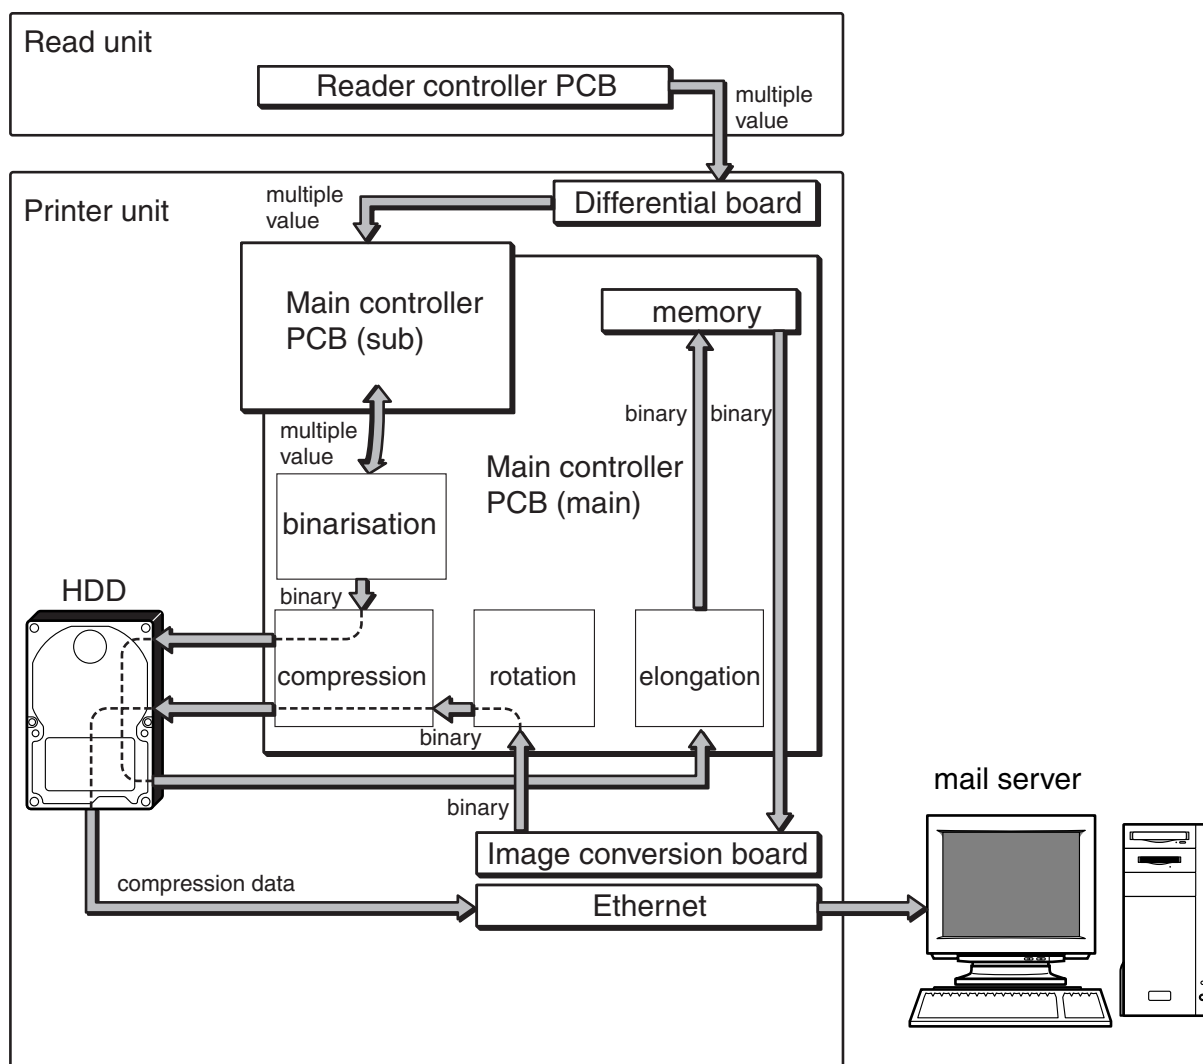 Read unit
Reader controller PCB
multiple
value
Printer unit
multiple
value
Differential board
Main controller
PCB (sub)
memory
binary
binary
multiple
value
Main controller
PCB (main)
binarisation
HDD
binary
compression
rotation
elongation
binary
binary
mail server
Image conversion board
compression data
Ethernet